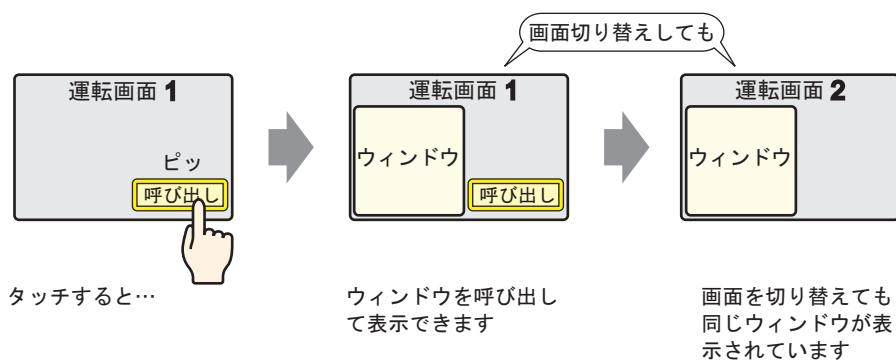 画面切り替えしても
運転画面 1
ピッ
呼び出し
タッチすると…
運転画面 1
ウィンドウ
呼び出し
ウィンドウを呼び出し
て表示できます
運転画面 2
ウィンドウ
画面を切り替えても
同じウィンドウが表
示されています